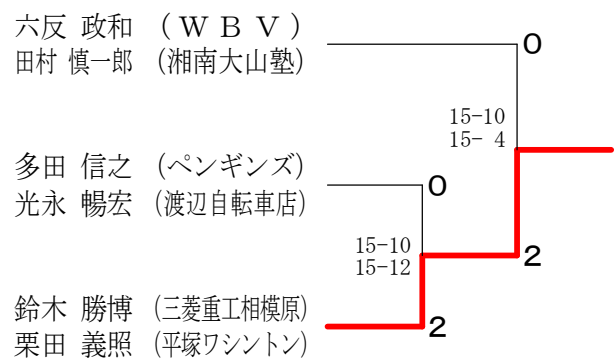 六反 政和 （ＷＢＶ）
田村 慎一郎 （湘南大山塾）
0
15-10
15- 4
多田 信之 （ペンギンズ）
光永 暢宏 （渡辺自転車店）
0
15-10
15-12
2
鈴木 勝博 （三菱重工相模原）
栗田 義照 （平塚ワシントン）
2